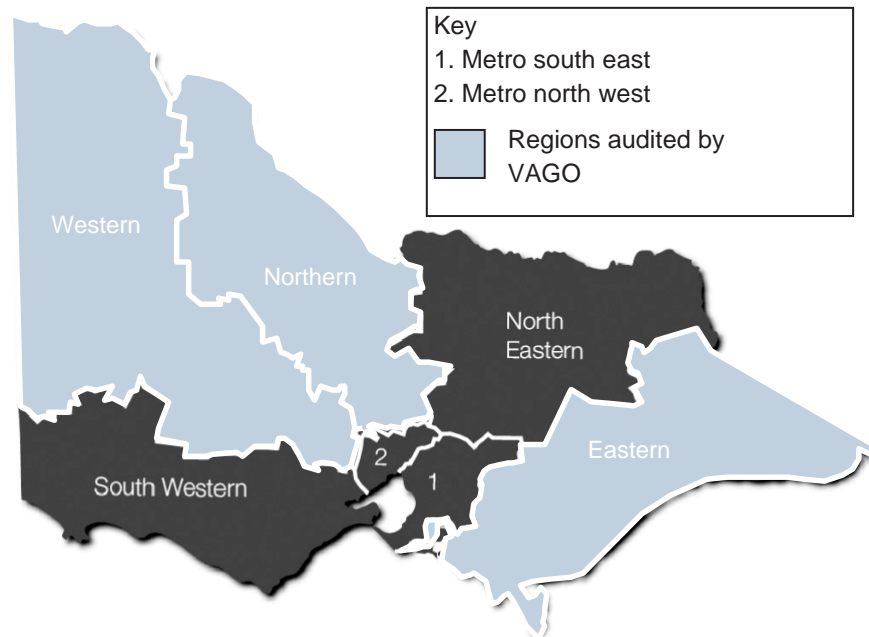 Key
1. Metro south east
2. Metro north west
Regions audited by
VAGO
Western
Northern
North
Eastern
Eastern
2
1
South Western